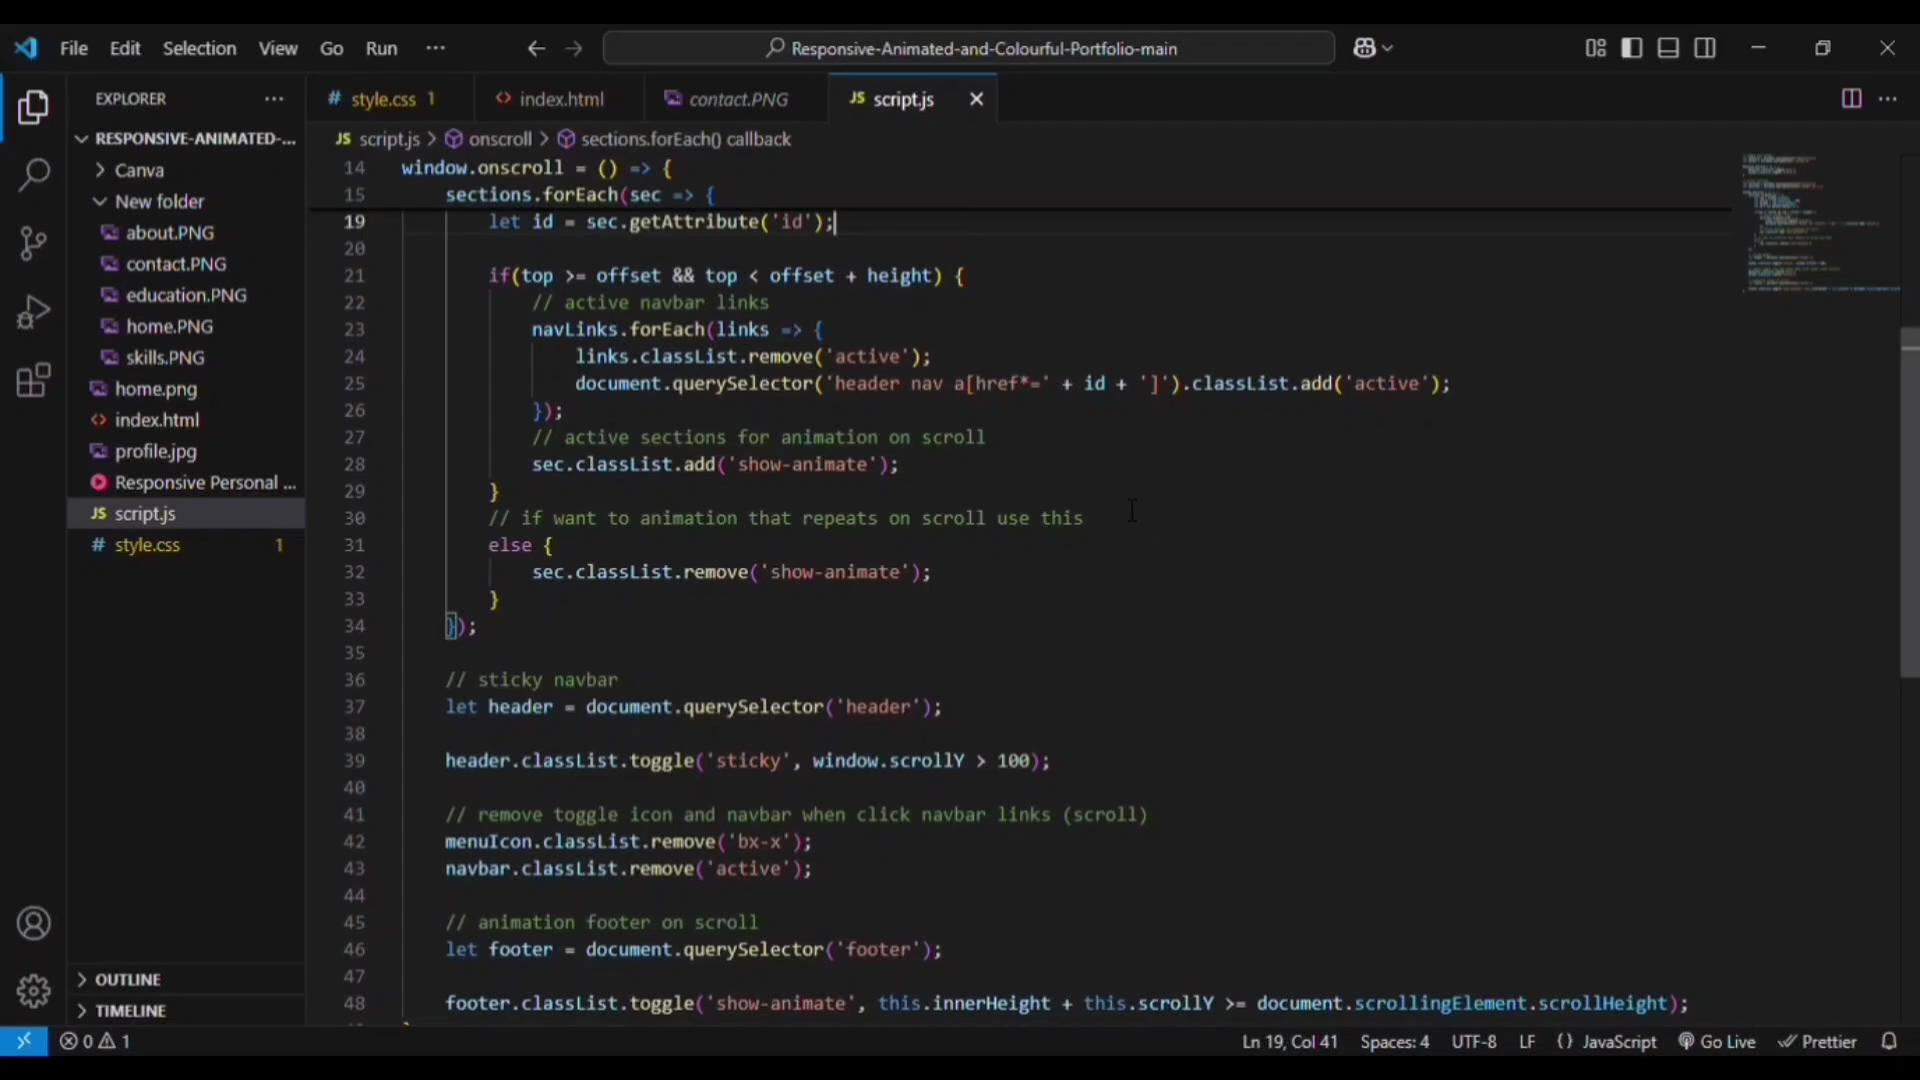 File Edit Selection View Go Run ···
Responsive-Animated-and-Colourful-Portfolio-main
EXPLORER ···
RESPONSIVE-ANIMATED-...
Canva
New folder
about.PNG
contact.PNG
education.PNG
home.PNG
skills.PNG
home.png
<> index.html
profile.jpg
Responsive Personal ...
JS script.js
# style.css 1
OUTLINE
TIMELINE
# style.css 1
<> index.html
contact.PNG
JS script.js
JS script.js > onscroll > sections.forEach() callback
14 window.onscroll = () => {
15 sections.forEach(sec => {
19 let id = sec.getAttribute('id');
20
21 if(top >= offset && top < offset + height) {
22 // active navbar links
23 navLinks.forEach(links => {
24 links.classList.remove('active');
25 document.querySelector('header nav a[href*=' + id + ']').classList.add('active');
26 });
27 // active sections for animation on scroll
28 sec.classList.add('show-animate');
29 }
30 // if want to animation that repeats on scroll use this
31 else {
32 sec.classList.remove('show-animate');
33 }
34 });
35
36 // sticky navbar
37 let header = document.querySelector('header');
38
39 header.classList.toggle('sticky', window.scrollY > 100);
40
41 // remove toggle icon and navbar when click navbar links (scroll)
42 menuIcon.classList.remove('bx-x');
43 navbar.classList.remove('active');
44
45 // animation footer on scroll
46 let footer = document.querySelector('footer');
47
48 footer.classList.toggle('show-animate', this.innerHeight + this.scrollY >= document.scrollingElement.scrollHeight);
0 1
Ln 19, Col 41 Spaces: 4 UTF-8 LF {} JavaScript Go Live Prettier